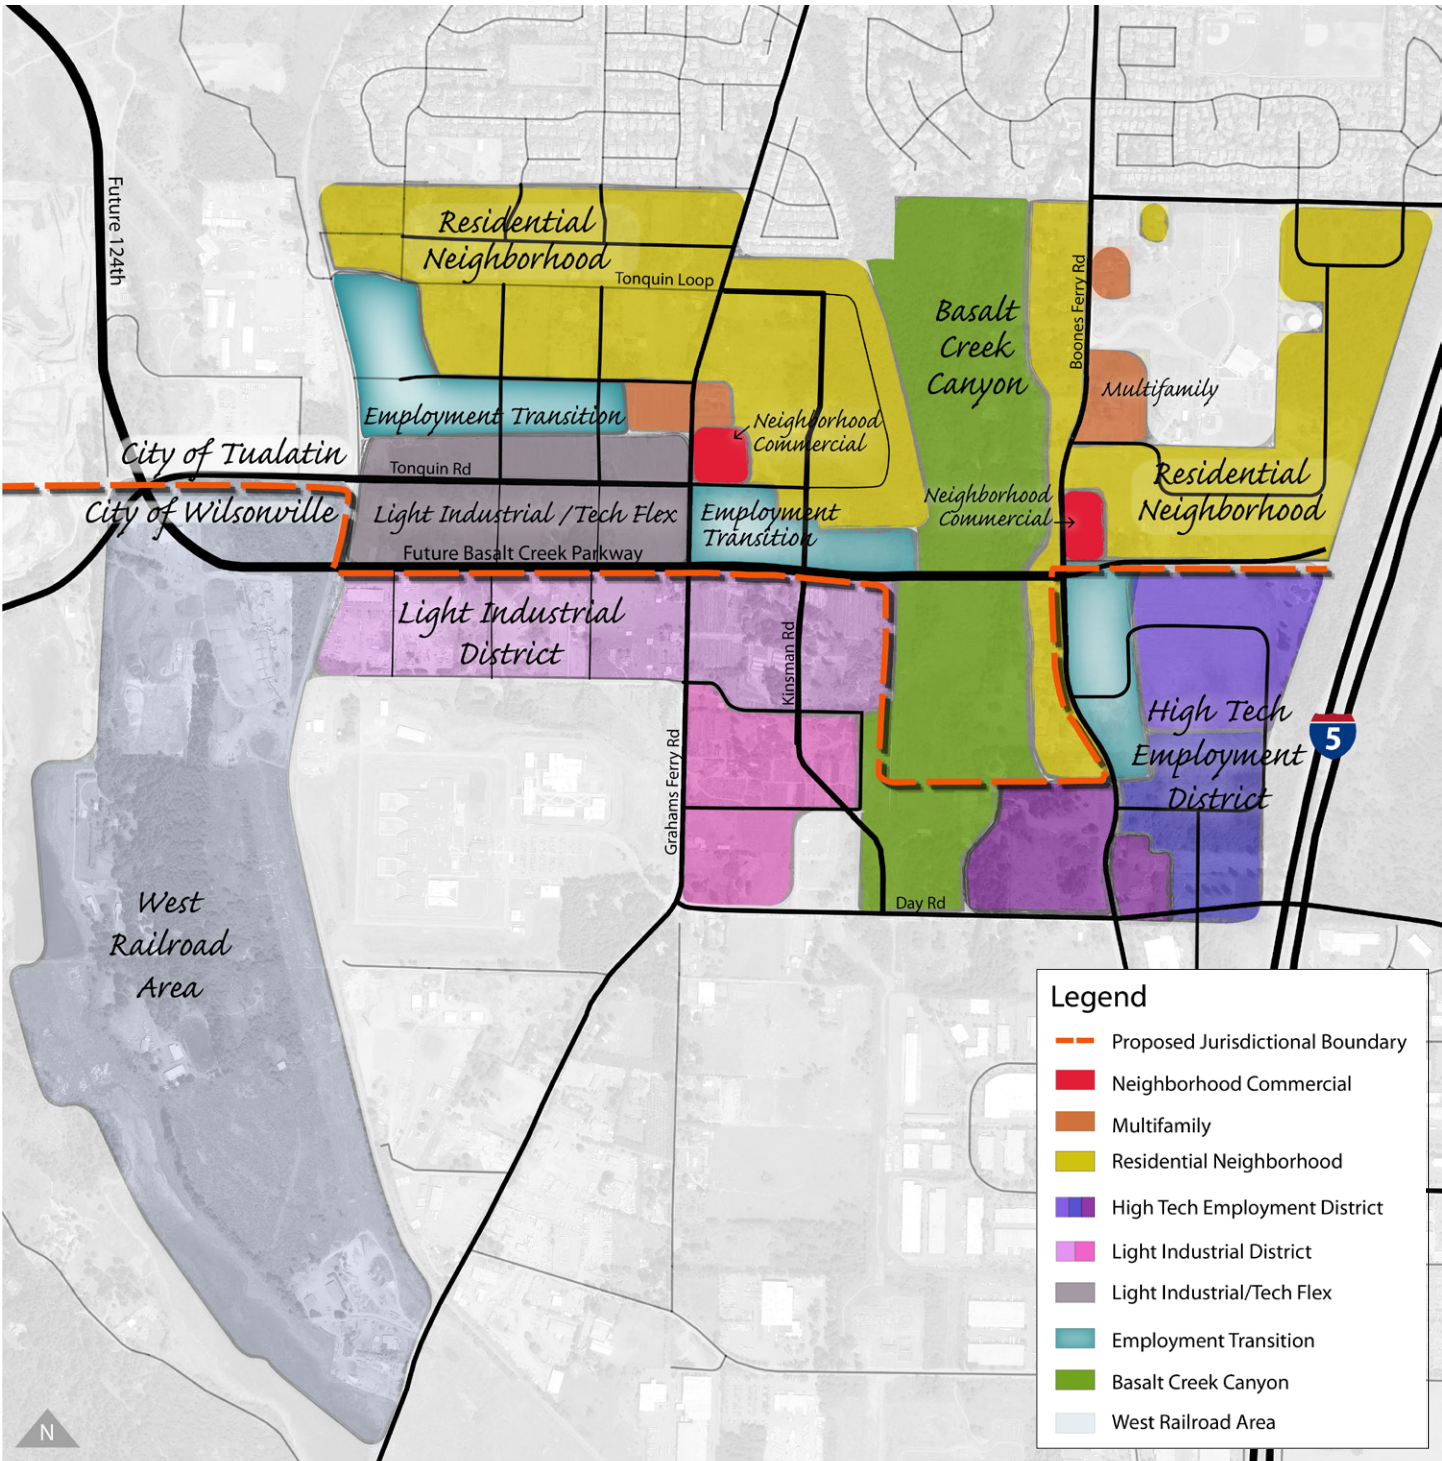 Future 124th
Residential
Neighborhood
Tonquin Loop
Basalt
Creek
Canyon
Boones Ferry Rd
Multifamily
Employment Transition
Neighborhood
Commercial
City of Tualatin
Tonquin Rd
City of Wilsonville
Light Industrial / Tech Flex
Employment
Transition
Neighborhood
Commercial
Residential
Neighborhood
Future Basalt Creek Parkway
Light Industrial
District
Kinsman Rd
Grahams Ferry Rd
High Tech
Employment
District
5
West
Railroad
Area
Day Rd
Legend
Proposed Jurisdictional Boundary
Neighborhood Commercial
Multifamily
Residential Neighborhood
High Tech Employment District
Light Industrial District
Light Industrial/Tech Flex
Employment Transition
Basalt Creek Canyon
West Railroad Area
N